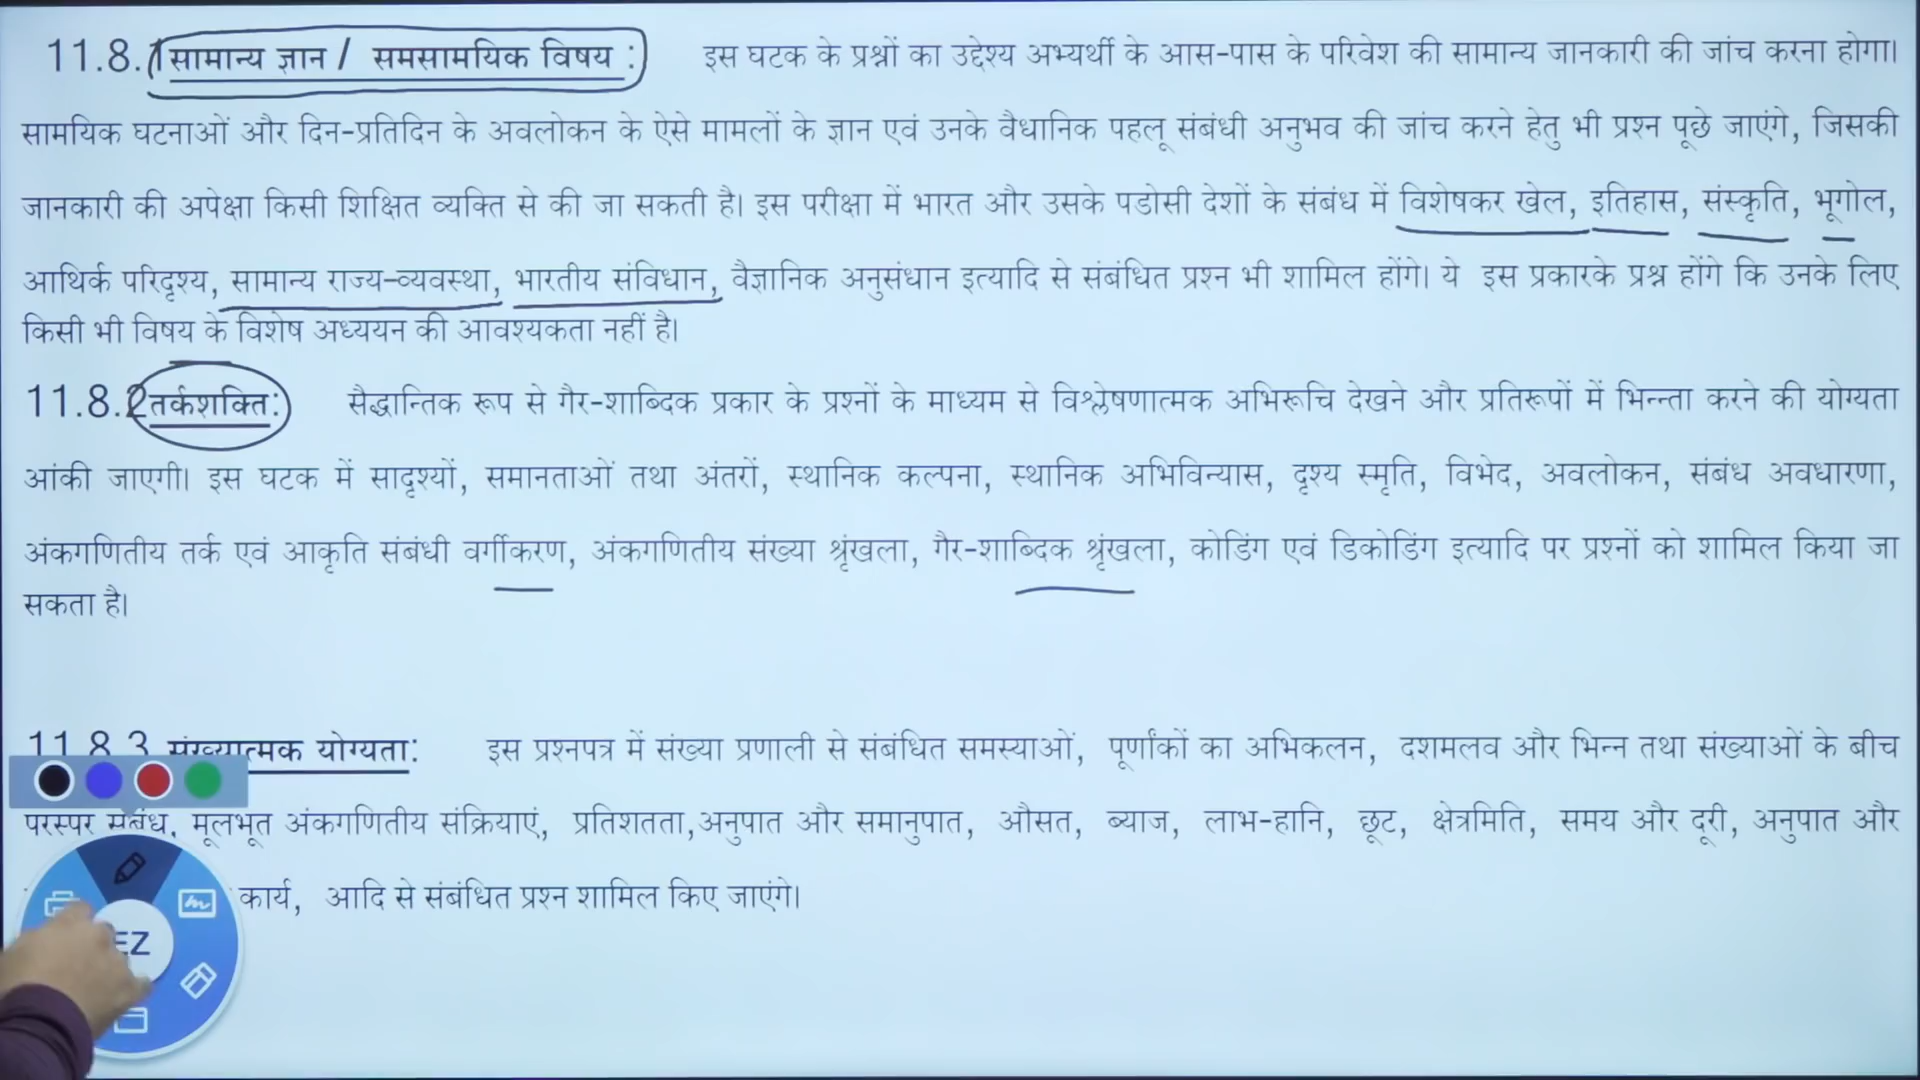 11.8.1 सामान्य ज्ञान / समसामयिक विषय : इस घटक के प्रश्नों का उद्देश्य अभ्यर्थी के आस-पास के परिवेश की सामान्य जानकारी की जांच करना होगा।
सामयिक घटनाओं और दिन-प्रतिदिन के अवलोकन के ऐसे मामलों के ज्ञान एवं उनके वैधानिक पहलू संबंधी अनुभव की जांच करने हेतु भी प्रश्न पूछे जाएंगे, जिसकी
जानकारी की अपेक्षा किसी शिक्षित व्यक्ति से की जा सकती है। इस परीक्षा में भारत और उसके पडोसी देशों के संबंध में विशेषकर खेल, इतिहास, संस्कृति, भूगोल,
आर्थिक परिदृश्य, सामान्य राज्य-व्यवस्था, भारतीय संविधान, वैज्ञानिक अनुसंधान इत्यादि से संबंधित प्रश्न भी शामिल होंगे। ये इस प्रकारके प्रश्न होंगे कि उनके लिए
किसी भी विषय के विशेष अध्ययन की आवश्यकता नहीं है।
11.8.2 तर्कशक्ति: सैद्धान्तिक रूप से गैर-शाब्दिक प्रकार के प्रश्नों के माध्यम से विश्लेषणात्मक अभिरूचि देखने और प्रतिरूपों में भिन्नता करने की योग्यता
आंकी जाएगी। इस घटक में सादृश्यों, समानताओं तथा अंतरों, स्थानिक कल्पना, स्थानिक अभिविन्यास, दृश्य स्मृति, विभेद, अवलोकन, संबंध अवधारणा,
अंकगणितीय तर्क एवं आकृति संबंधी वर्गीकरण, अंकगणितीय संख्या श्रृंखला, गैर-शाब्दिक श्रृंखला, कोडिंग एवं डिकोडिंग इत्यादि पर प्रश्नों को शामिल किया जा
सकता है।
11.8.3 संख्यात्मक योग्यता: इस प्रश्नपत्र में संख्या प्रणाली से संबंधित समस्याओं, पूर्णांकों का अभिकलन, दशमलव और भिन्न तथा संख्याओं के बीच
परस्पर संबंध, मूलभूत अंकगणितीय संक्रियाएं, प्रतिशतता,अनुपात और समानुपात, औसत, ब्याज, लाभ-हानि, छूट, क्षेत्रमिति, समय और दूरी, अनुपात और
कार्य, आदि से संबंधित प्रश्न शामिल किए जाएंगे।
EZ